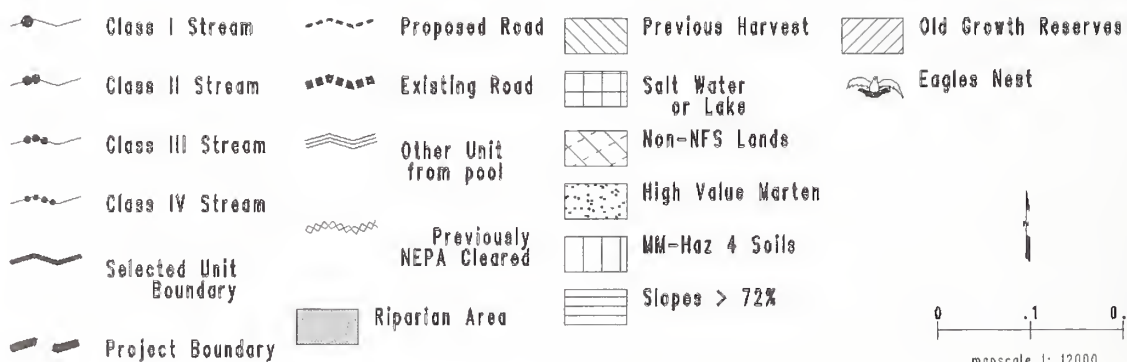 Class I Stream
Class II Stream
Class III Stream
Class IV Stream
Selected Unit
Boundary
Project Boundary
Proposed Road
Existing Road
Other Unit
from pool
Previously
NEPA Cleared
Riparian Area
Previous Harvest
Salt Water
or Lake
Non-NFS Lands
High Value Marten
MM-Haz 4 Soils
Slopes > 72%
Old Growth Reserves
Eagles Nest
0 .1 0.
mapscale 1: 12000